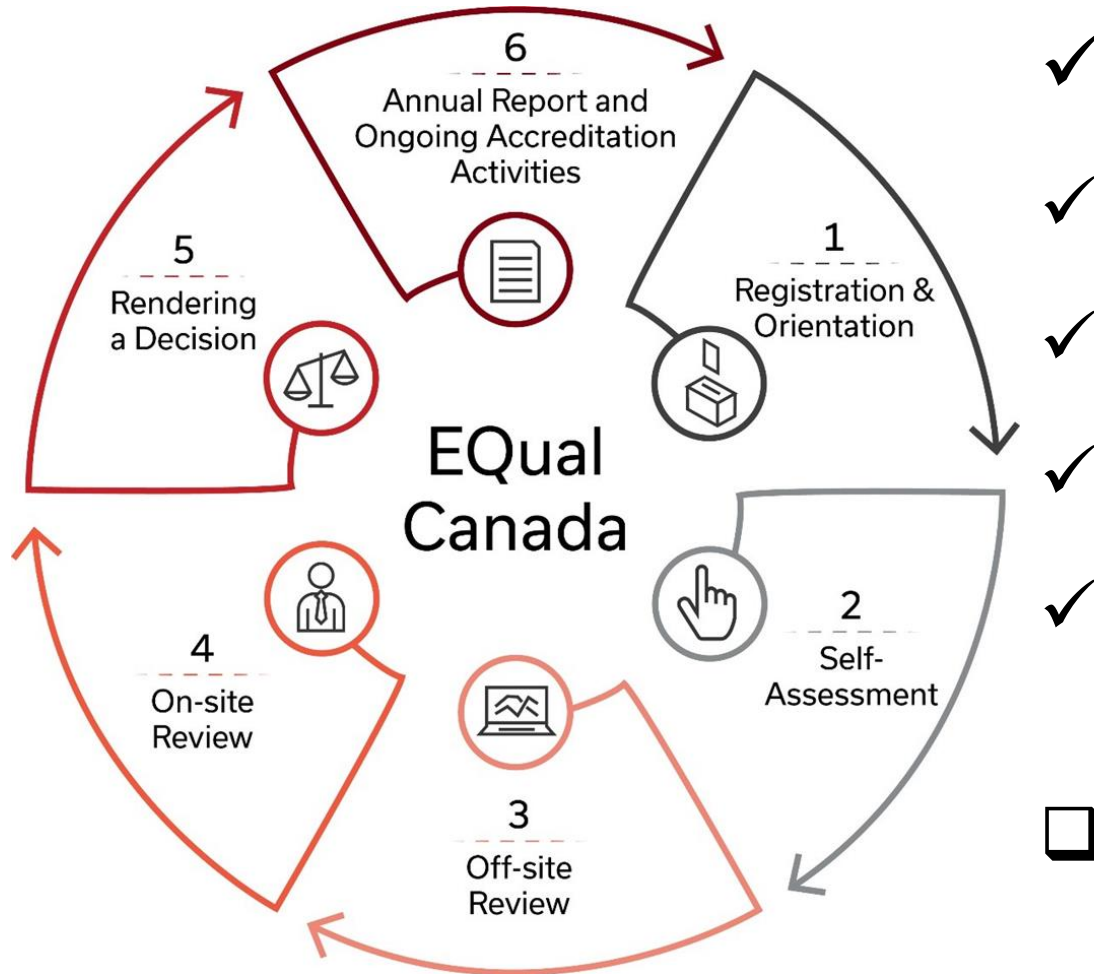 6
Annual Report and
Ongoing Accreditation
Activities
1
Registration &
Orientation
5
Rendering
a Decision
EQual
Canada
2
Self-
Assessment
4
On-site
Review
3
Off-site
Review